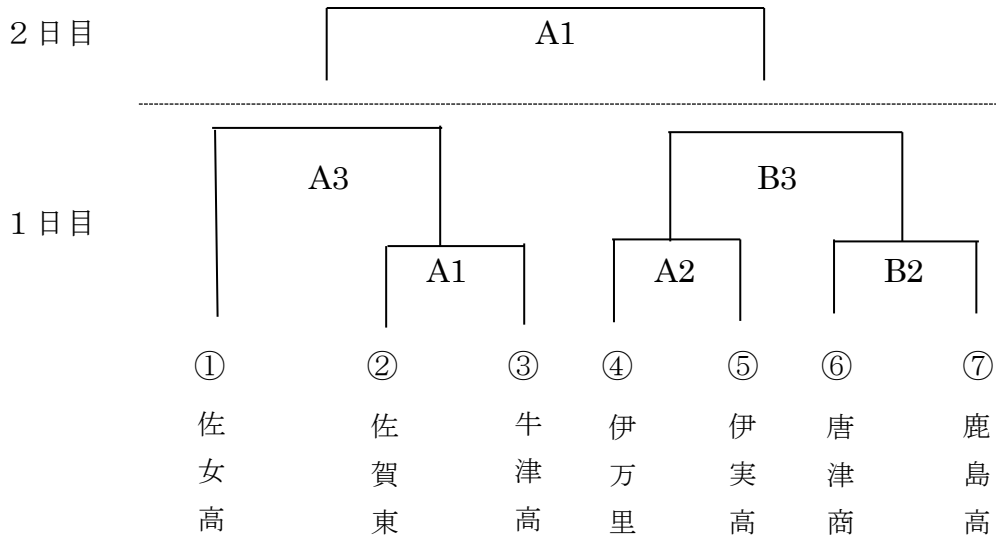 ２日目
A1
A3
B3
１日目
A1
A2
B2
① ② ③ ④ ⑤ ⑥ ⑦
佐女高
佐賀東
牛津高
伊万里
伊実高
唐津商
鹿島高